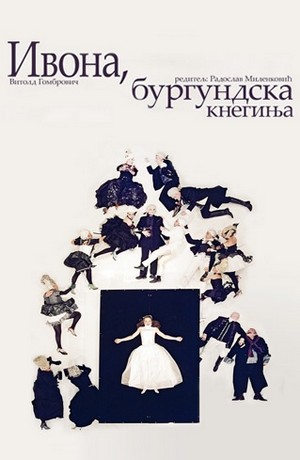 Ивона,
Витолд Гомбрович
редитељ: Радослав Миленковић
бургундска
кнегиња